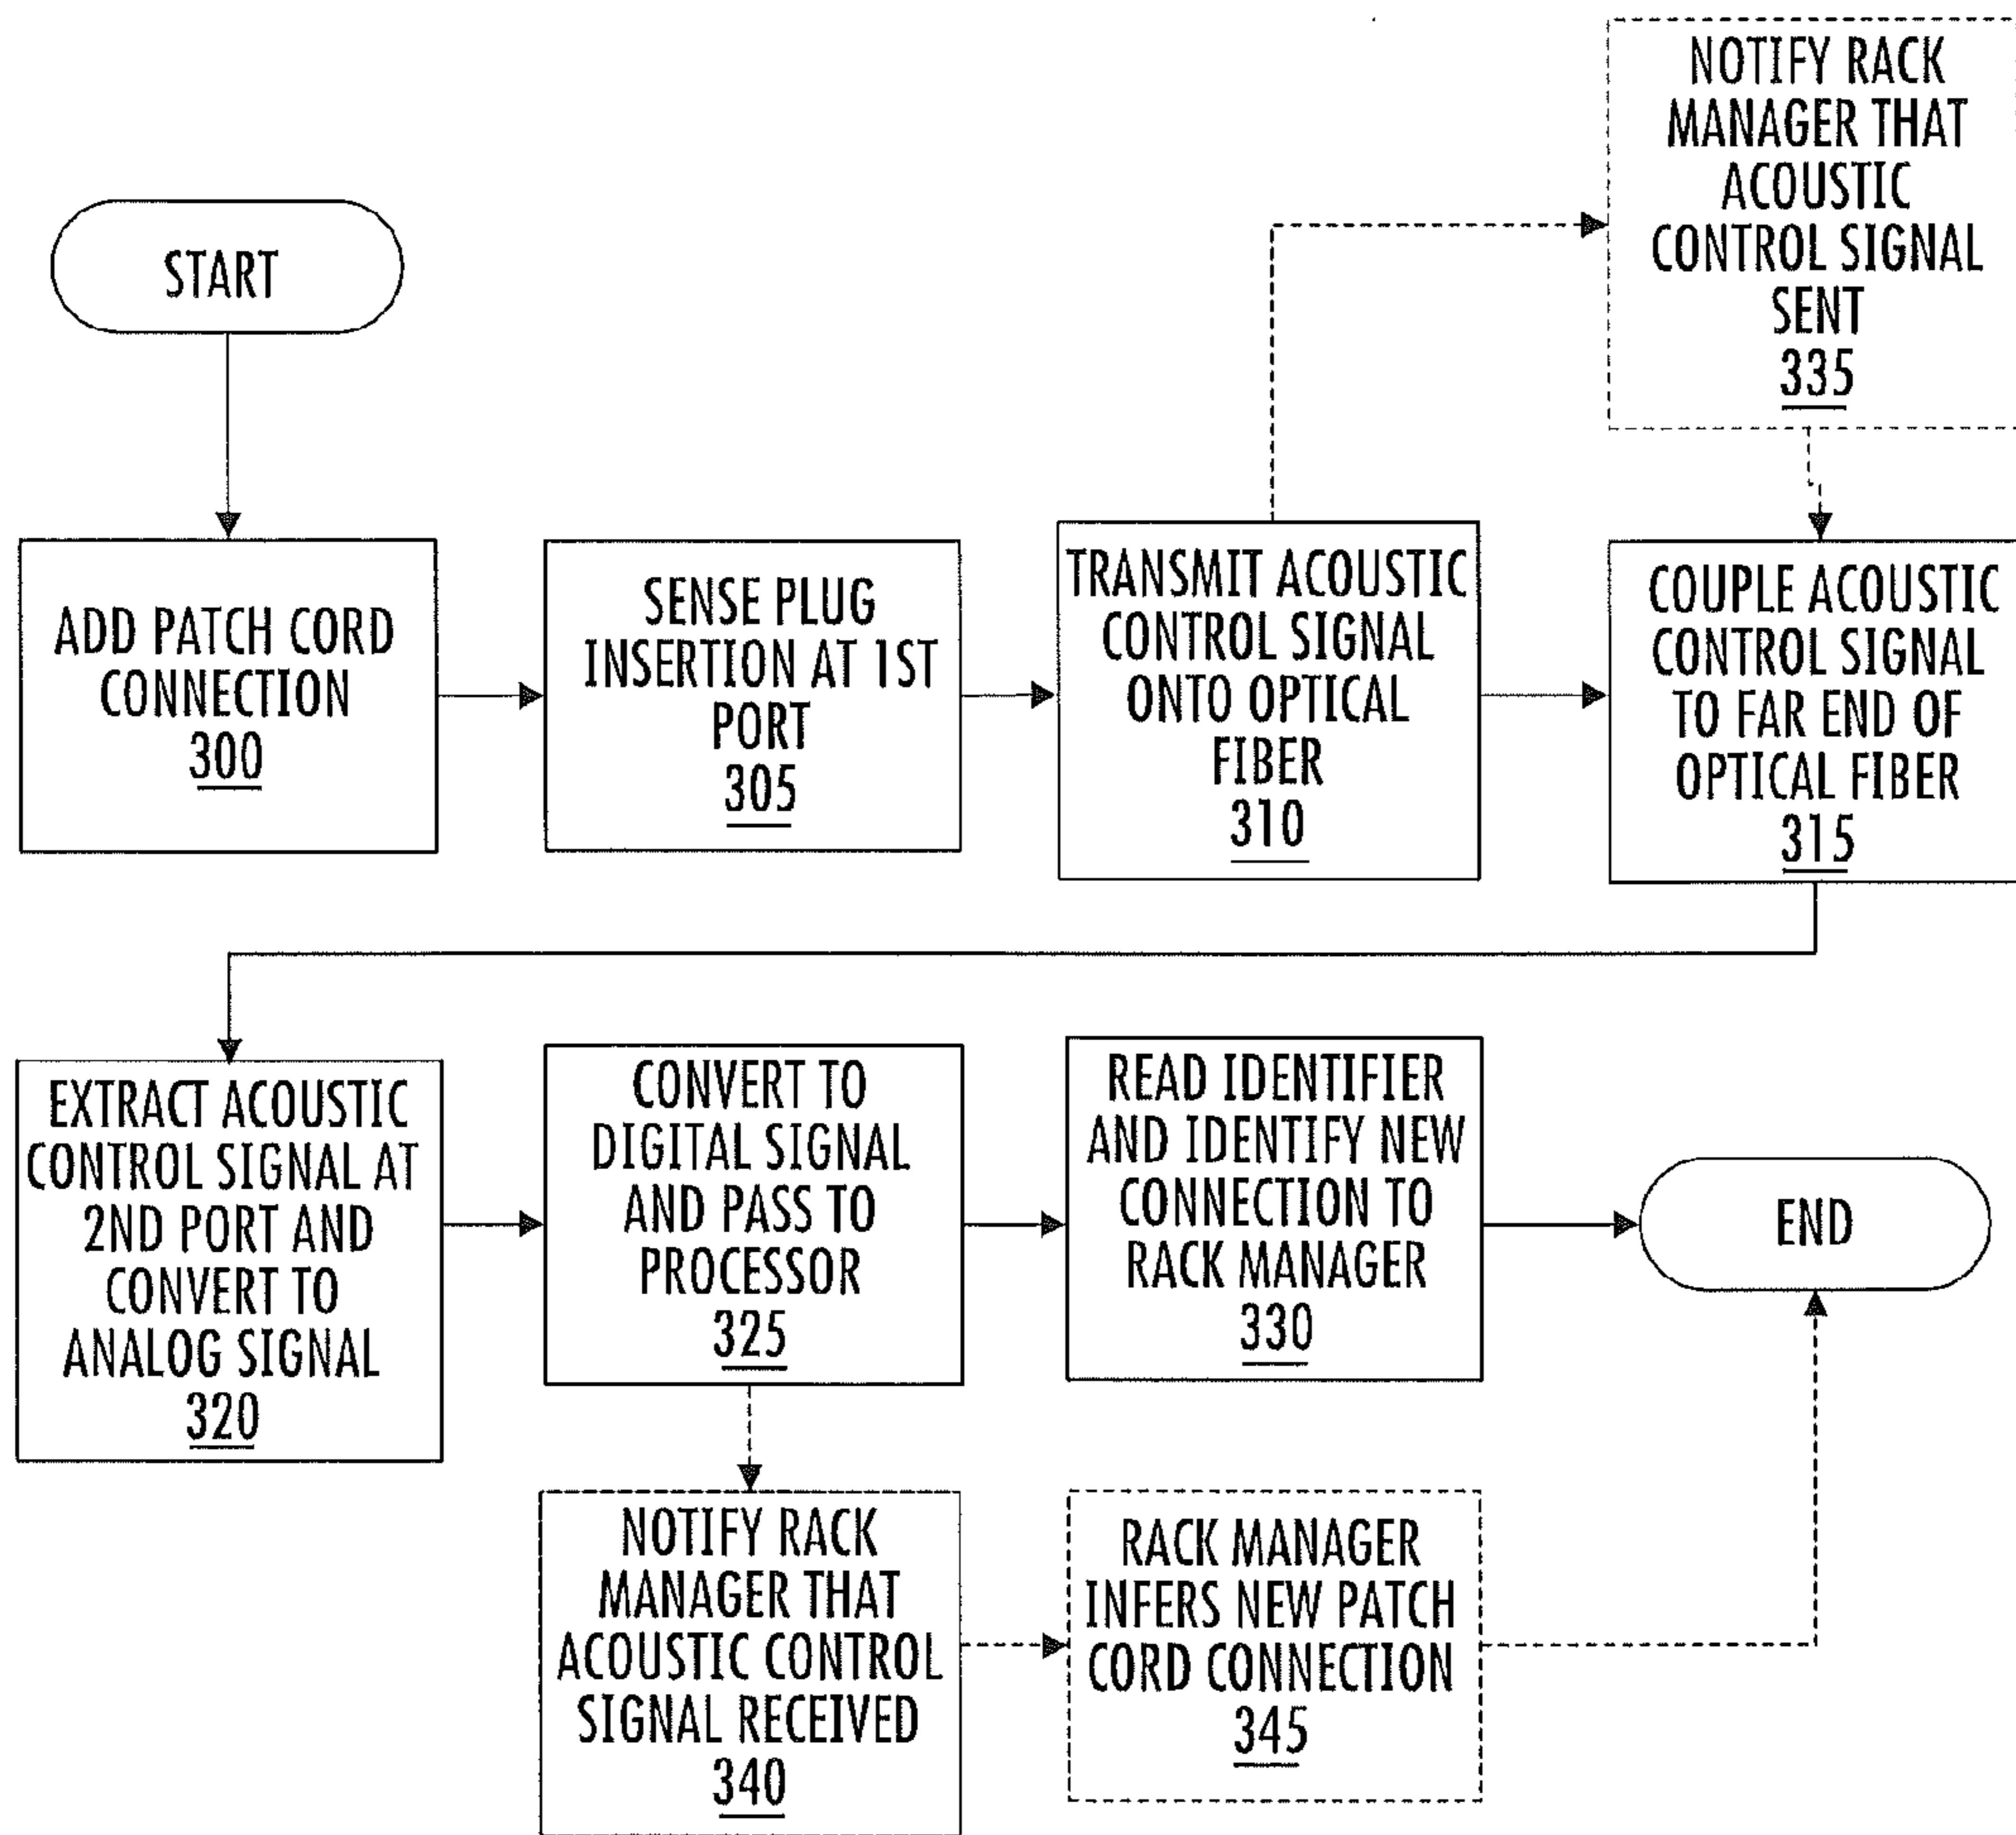 START
ADD PATCH CORD
CONNECTION
300
SENSE PLUG
INSERTION AT 1ST
PORT
305
TRANSMIT ACOUSTIC
CONTROL SIGNAL
ONTO OPTICAL
FIBER
310
NOTIFY RACK
MANAGER THAT
ACOUSTIC
CONTROL SIGNAL
SENT
335
COUPLE ACOUSTIC
CONTROL SIGNAL
TO FAR END OF
OPTICAL FIBER
315
EXTRACT ACOUSTIC
CONTROL SIGNAL AT
2ND PORT AND
CONVERT TO
ANALOG SIGNAL
320
CONVERT TO
DIGITAL SIGNAL
AND PASS TO
PROCESSOR
325
READ IDENTIFIER
AND IDENTIFY NEW
CONNECTION TO
RACK MANAGER
330
END
NOTIFY RACK
MANAGER THAT
ACOUSTIC CONTROL
SIGNAL RECEIVED
340
RACK MANAGER
INFERS NEW PATCH
CORD CONNECTION
345